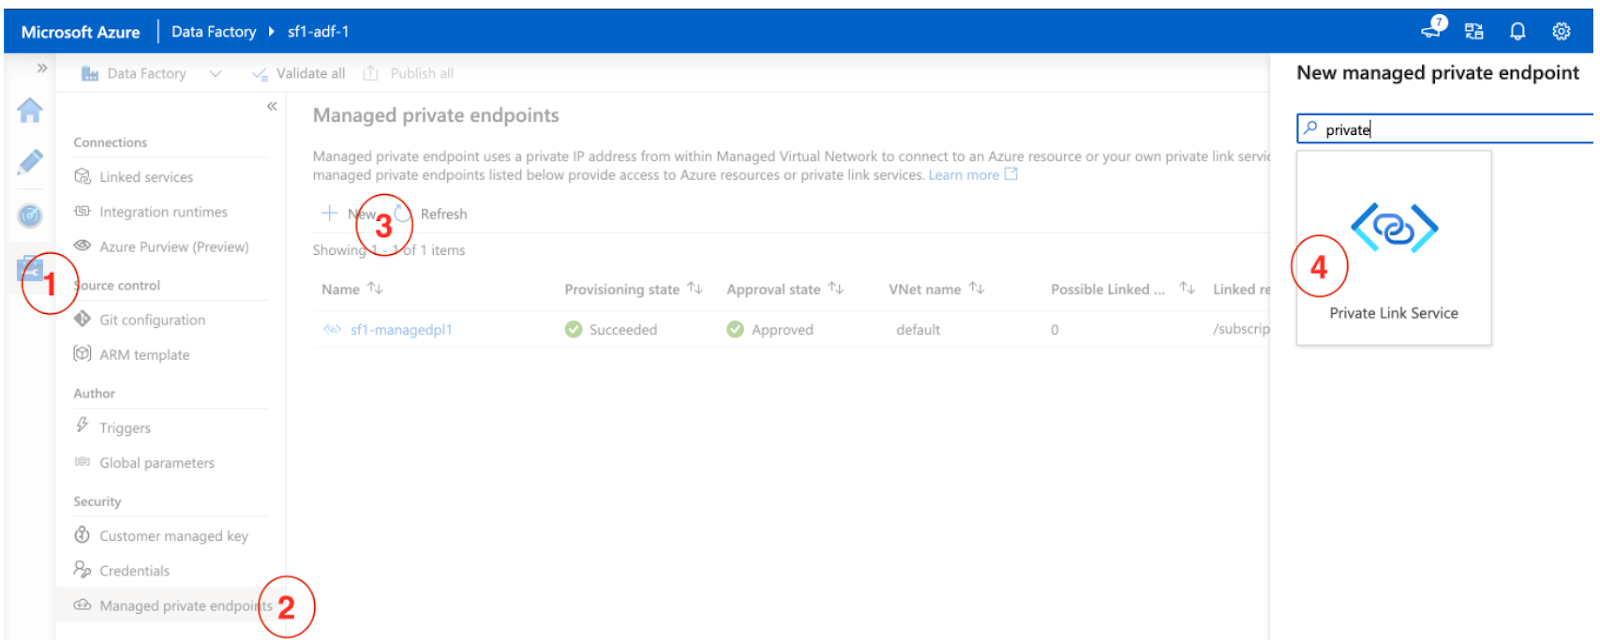 Microsoft Azure
Data Factory
sf1-adf-1
7
Data Factory
Validate all
Publish all
Connections
Linked services
Integration runtimes
Azure Purview (Preview)
1
Source control
Git configuration
ARM template
Author
Triggers
Global parameters
Security
Customer managed key
Credentials
Managed private endpoints
2
Managed private endpoints
Managed private endpoint uses a private IP address from within Managed Virtual Network to connect to an Azure resource or your own private link servic
managed private endpoints listed below provide access to Azure resources or private link services. Learn more
New
Refresh
3
Showing 1 - 1 of 1 items
Name Provisioning state Approval state VNet name Possible Linked ... Linked re
sf1-managedpl1 Succeeded Approved default 0 /subscrip
New managed private endpoint
private
4
Private Link Service